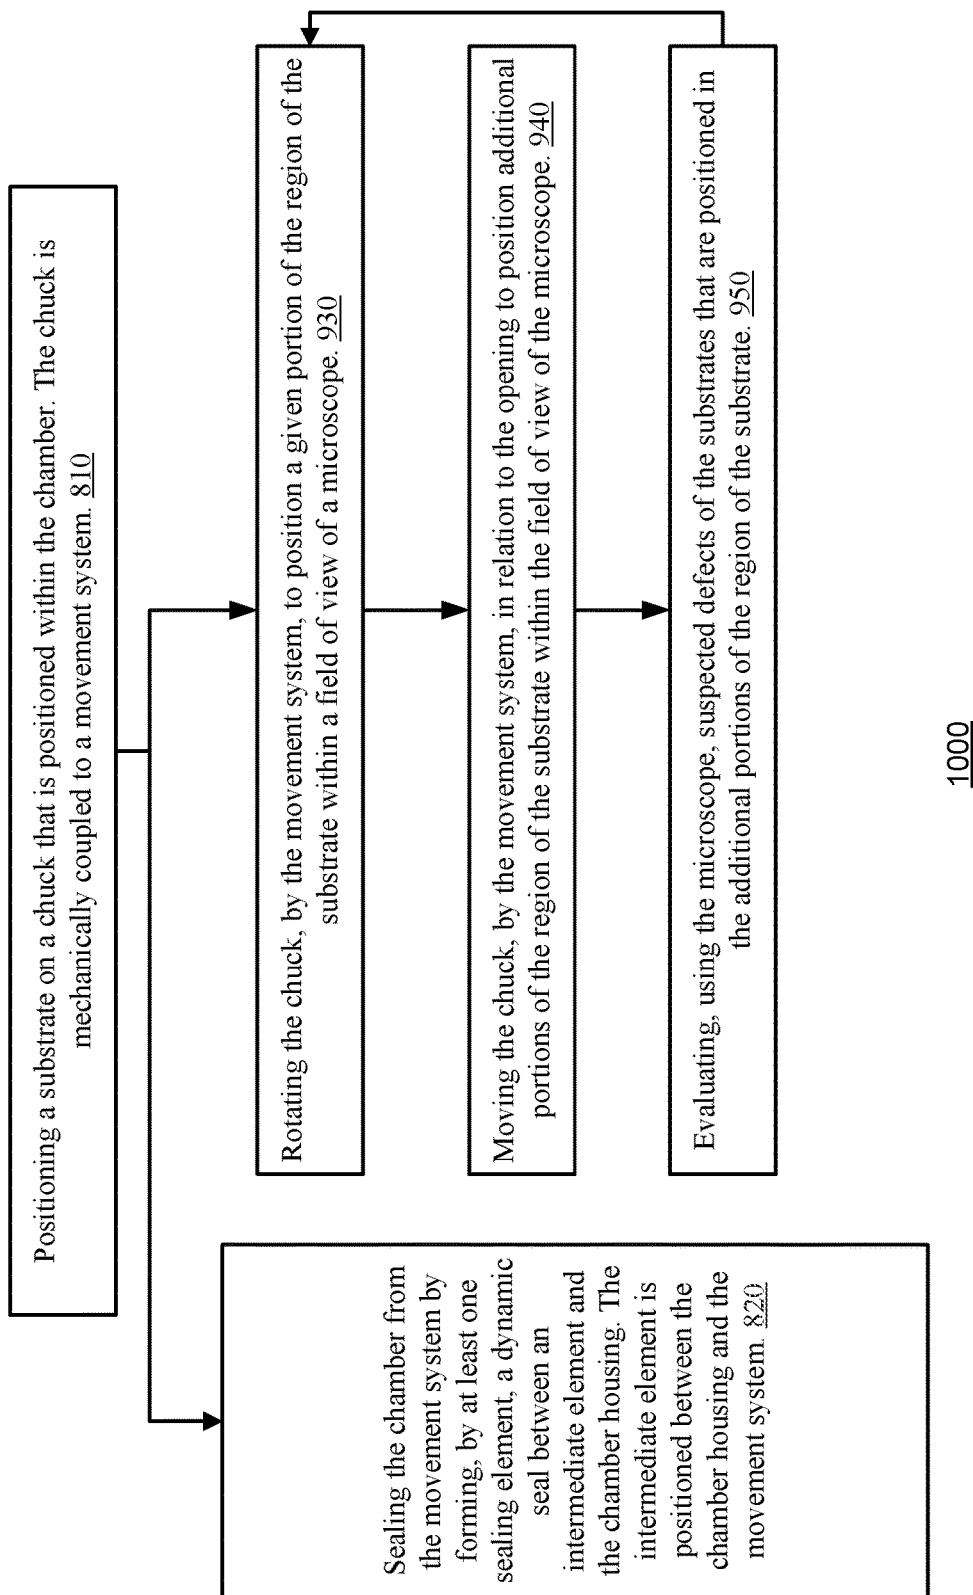 Positioning a substrate on a chuck that is positioned within the chamber. The chuck is
mechanically coupled to a movement system. 810
Sealing the chamber from
the movement system by
forming, by at least one
sealing element, a dynamic
seal between an
intermediate element and
the chamber housing. The
intermediate element is
positioned between the
chamber housing and the
movement system. 820
Rotating the chuck, by the movement system, to position a given portion of the region of the
substrate within a field of view of a microscope. 930
Moving the chuck, by the movement system, in relation to the opening to position additional
portions of the region of the substrate within the field of view of the microscope. 940
Evaluating, using the microscope, suspected defects of the substrates that are positioned in
the additional portions of the region of the substrate. 950
1000